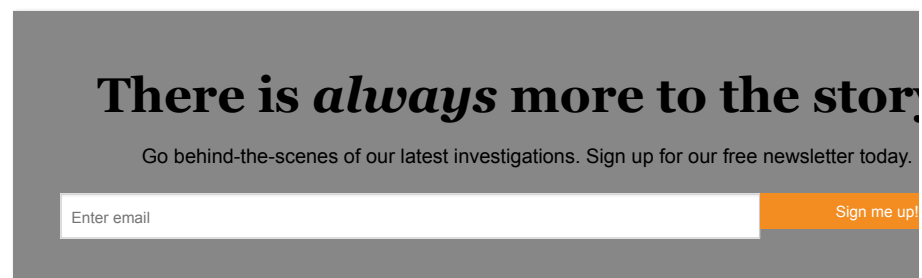 There is always more to the story
Go behind-the-scenes of our latest investigations. Sign up for our free newsletter today.
Enter email
Sign me up!